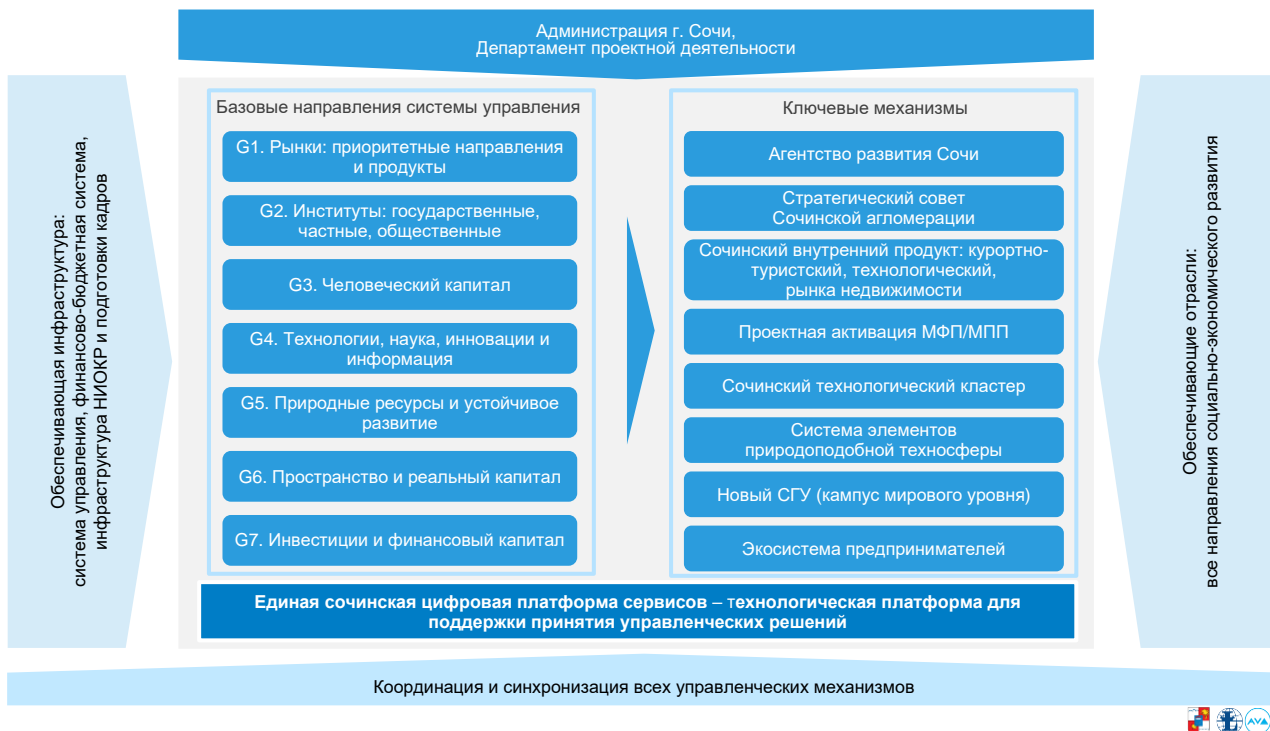 Администрация г. Сочи,
Департамент проектной деятельности
Обеспечивающая инфраструктура:
система управления, финансово-бюджетная система,
инфраструктура НИОКР и подготовки кадров
Базовые направления системы управления
G1. Рынки: приоритетные направления
и продукты
G2. Институты: государственные,
частные, общественные
G3. Человеческий капитал
G4. Технологии, наука, инновации и
информация
G5. Природные ресурсы и устойчивое
развитие
G6. Пространство и реальный капитал
G7. Инвестиции и финансовый капитал
Ключевые механизмы
Агентство развития Сочи
Стратегический совет
Сочинской агломерации
Сочинский внутренний продукт: курортно-
туристский, технологический,
рынка недвижимости
Проектная активация МФП/МПП
Сочинский технологический кластер
Система элементов
природоподобной техносферы
Новый СГУ (кампус мирового уровня)
Экосистема предпринимателей
Обеспечивающие отрасли:
все направления социально-экономического развития
Единая сочинская цифровая платформа сервисов – технологическая платформа для
поддержки принятия управленческих решений
Координация и синхронизация всех управленческих механизмов
AVA